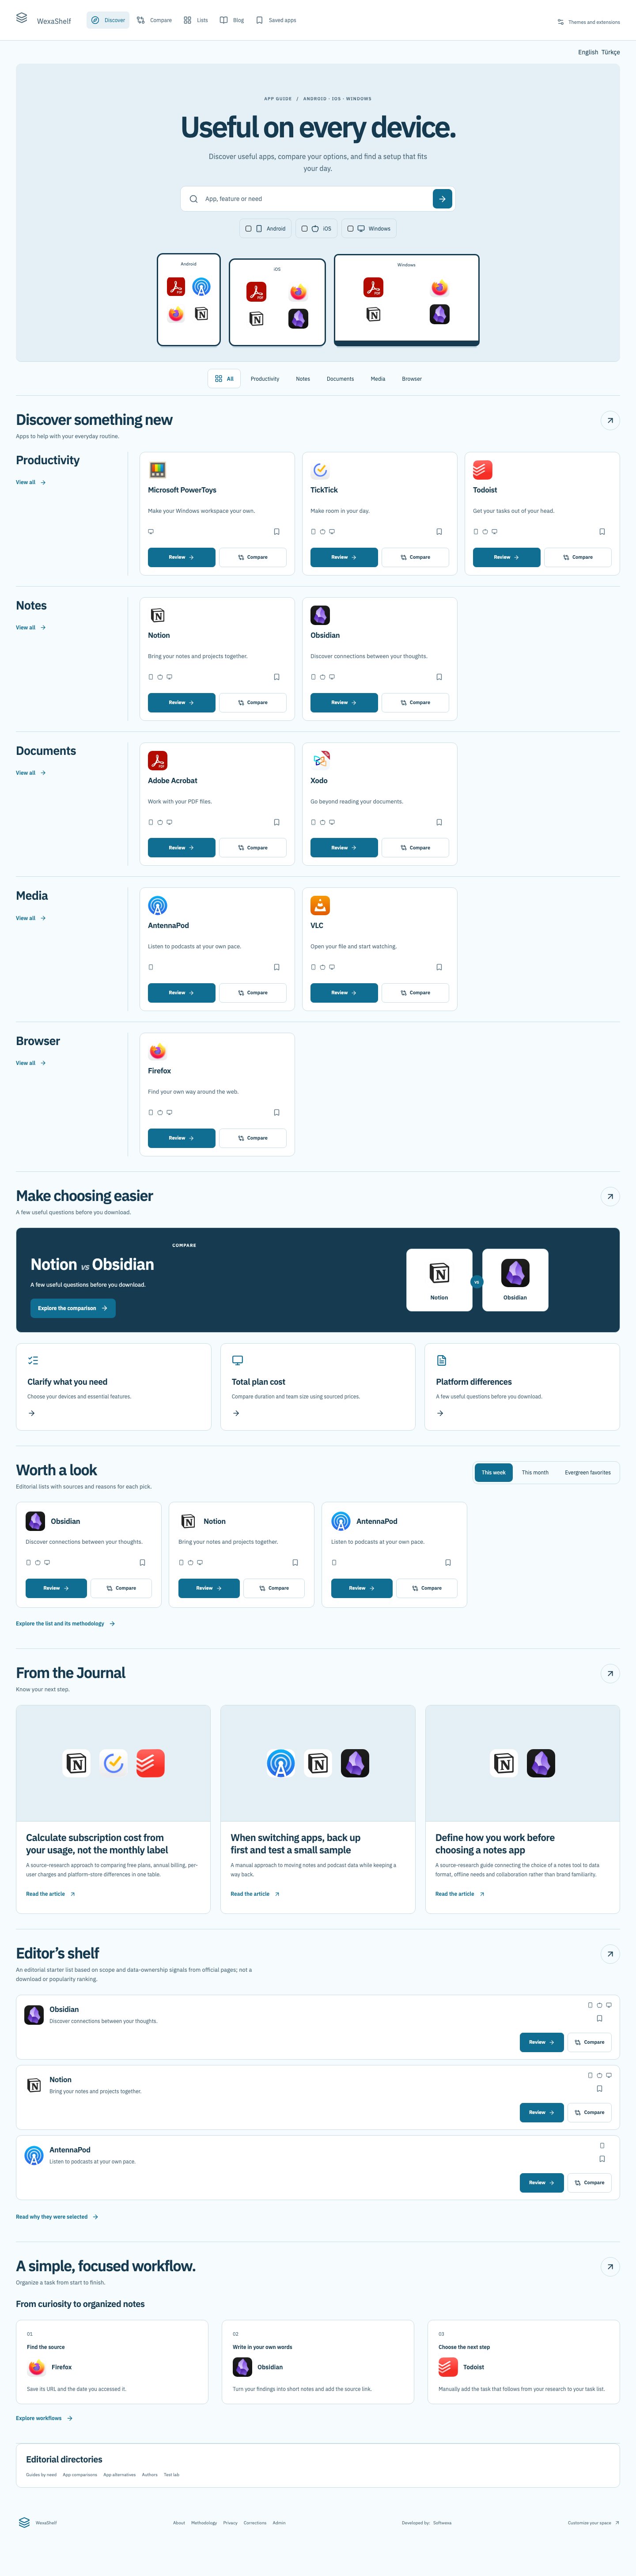 WexaShelf
Discover
Compare
Lists
Blog
Saved apps
Themes and extensions
English Türkçe
APP GUIDE / ANDROID · IOS · WINDOWS
Useful on every device.
Discover useful apps, compare your options, and find a setup that fits
your day.
App, feature or need
Android
iOS
Windows
Android
iOS
Windows
All
Productivity
Notes
Documents
Media
Browser
Discover something new
Apps to help with your everyday routine.
Productivity
View all
Microsoft PowerToys
Make your Windows workspace your own.
Review
Compare
TickTick
Make room in your day.
Review
Compare
Todoist
Get your tasks out of your head.
Review
Compare
Notes
View all
Notion
Bring your notes and projects together.
Review
Compare
Obsidian
Discover connections between your thoughts.
Review
Compare
Documents
View all
Adobe Acrobat
Work with your PDF files.
Review
Compare
Xodo
Go beyond reading your documents.
Review
Compare
Media
View all
AntennaPod
Listen to podcasts at your own pace.
Review
Compare
VLC
Open your file and start watching.
Review
Compare
Browser
View all
Firefox
Find your own way around the web.
Review
Compare
Make choosing easier
A few useful questions before you download.
COMPARE
Notion vs Obsidian
A few useful questions before you download.
Explore the comparison
Notion
vs
Obsidian
Clarify what you need
Choose your devices and essential features.
Total plan cost
Compare duration and team size using sourced prices.
Platform differences
A few useful questions before you download.
Worth a look
Editorial lists with sources and reasons for each pick.
This week
This month
Evergreen favorites
Obsidian
Discover connections between your thoughts.
Review
Compare
Notion
Bring your notes and projects together.
Review
Compare
AntennaPod
Listen to podcasts at your own pace.
Review
Compare
Explore the list and its methodology
From the Journal
Know your next step.
Calculate subscription cost from
your usage, not the monthly label
A source-research approach to comparing free plans, annual billing, per-
user charges and platform-store differences in one table.
Read the article
When switching apps, back up
first and test a small sample
A manual approach to moving notes and podcast data while keeping a
way back.
Read the article
Define how you work before
choosing a notes app
A source-research guide connecting the choice of a notes tool to data
format, offline needs and collaboration rather than brand familiarity.
Read the article
Editor's shelf
An editorial starter list based on scope and data-ownership signals from official pages; not a
download or popularity ranking.
Obsidian
Discover connections between your thoughts.
Review
Compare
Notion
Bring your notes and projects together.
Review
Compare
AntennaPod
Listen to podcasts at your own pace.
Review
Compare
Read why they were selected
A simple, focused workflow.
Organize a task from start to finish.
From curiosity to organized notes
01
Find the source
Firefox
Save its URL and the date you accessed it.
02
Write in your own words
Obsidian
Turn your findings into short notes and add the source link.
03
Choose the next step
Todoist
Manually add the task that follows from your research to your task list.
Explore workflows
Editorial directories
Guides by need
App comparisons
App alternatives
Authors
Test lab
WexaShelf
About
Methodology
Privacy
Corrections
Admin
Developed by: Softwexa
Customize your space